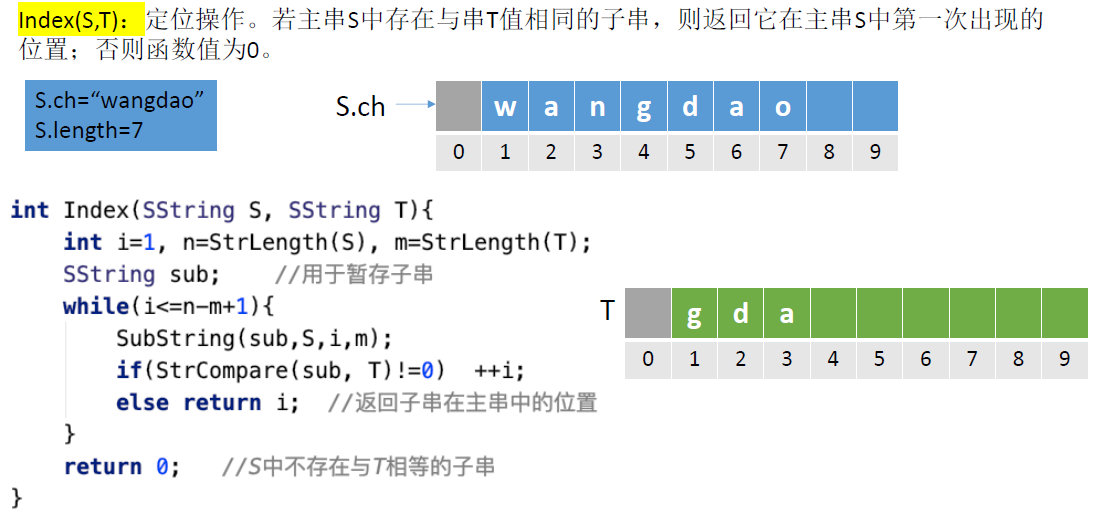 Index(S,T)：定位操作。若主串S中存在与串T值相同的子串，则返回它在主串S中第一次出现的
位置；否则函数值为0。
S.ch=“wangdao”
S.length=7
S.ch
w a n g d a o
0 1 2 3 4 5 6 7 8 9
int Index(SString S, SString T){
int i=1, n=StrLength(S), m=StrLength(T);
SString sub; //用于暂存子串
while(i<=n-m+1){
SubString(sub,S,i,m);
if(StrCompare(sub, T)!=0) ++i;
else return i; //返回子串在主串中的位置
}
return 0; //S中不存在与T相等的子串
}
T
g d a
0 1 2 3 4 5 6 7 8 9